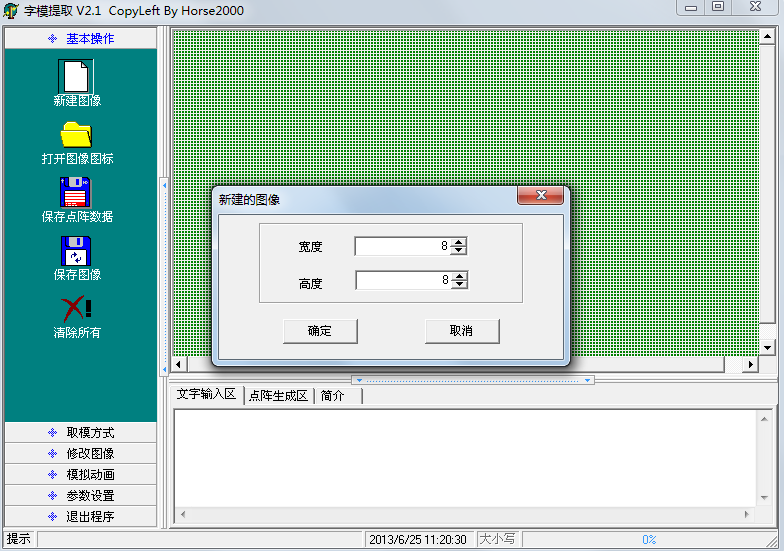 字模提取 V2.1 CopyLeft By Horse2000
基本操作
新建图像
打开图像图标
保存点阵数据
保存图像
清除所有
取模方式
修改图像
模拟动画
参数设置
退出程序
新建的图像
宽度 8
高度 8
确定 取消
文字输入区 点阵生成区 简介
提示 2013/6/25 11:20:30 大小写 0%